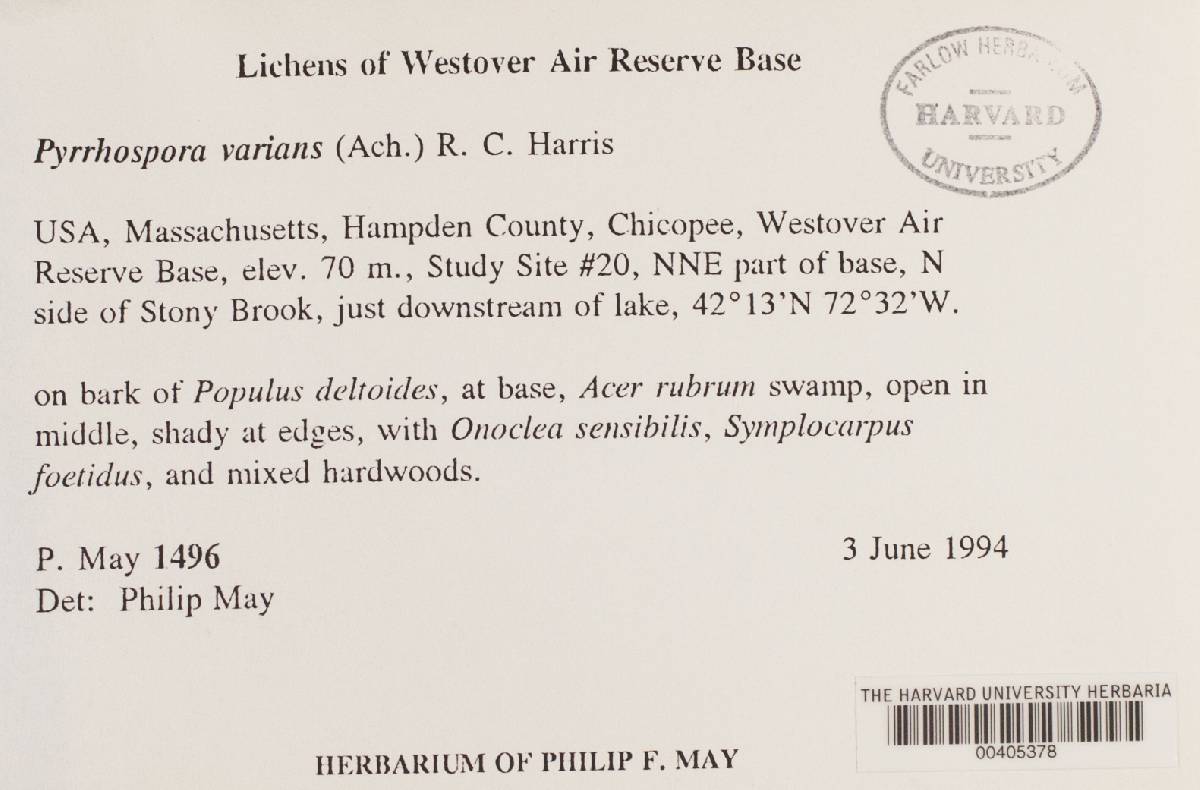 Lichens of Westover Air Reserve Base
FARLOW HERBARIUM
HARVARD
UNIVERSITY
Pyrrhospora varians (Ach.) R. C. Harris
USA, Massachusetts, Hampden County, Chicopee, Westover Air
Reserve Base, elev. 70 m., Study Site #20, NNE part of base, N
side of Stony Brook, just downstream of lake, 42°13'N 72°32'W.
on bark of Populus deltoides, at base, Acer rubrum swamp, open in
middle, shady at edges, with Onoclea sensibilis, Symplocarpus
foetidus, and mixed hardwoods.
P. May 1496
3 June 1994
Det: Philip May
THE HARVARD UNIVERSITY HERBARIA
00405378
HERBARIUM OF PHILIP F. MAY